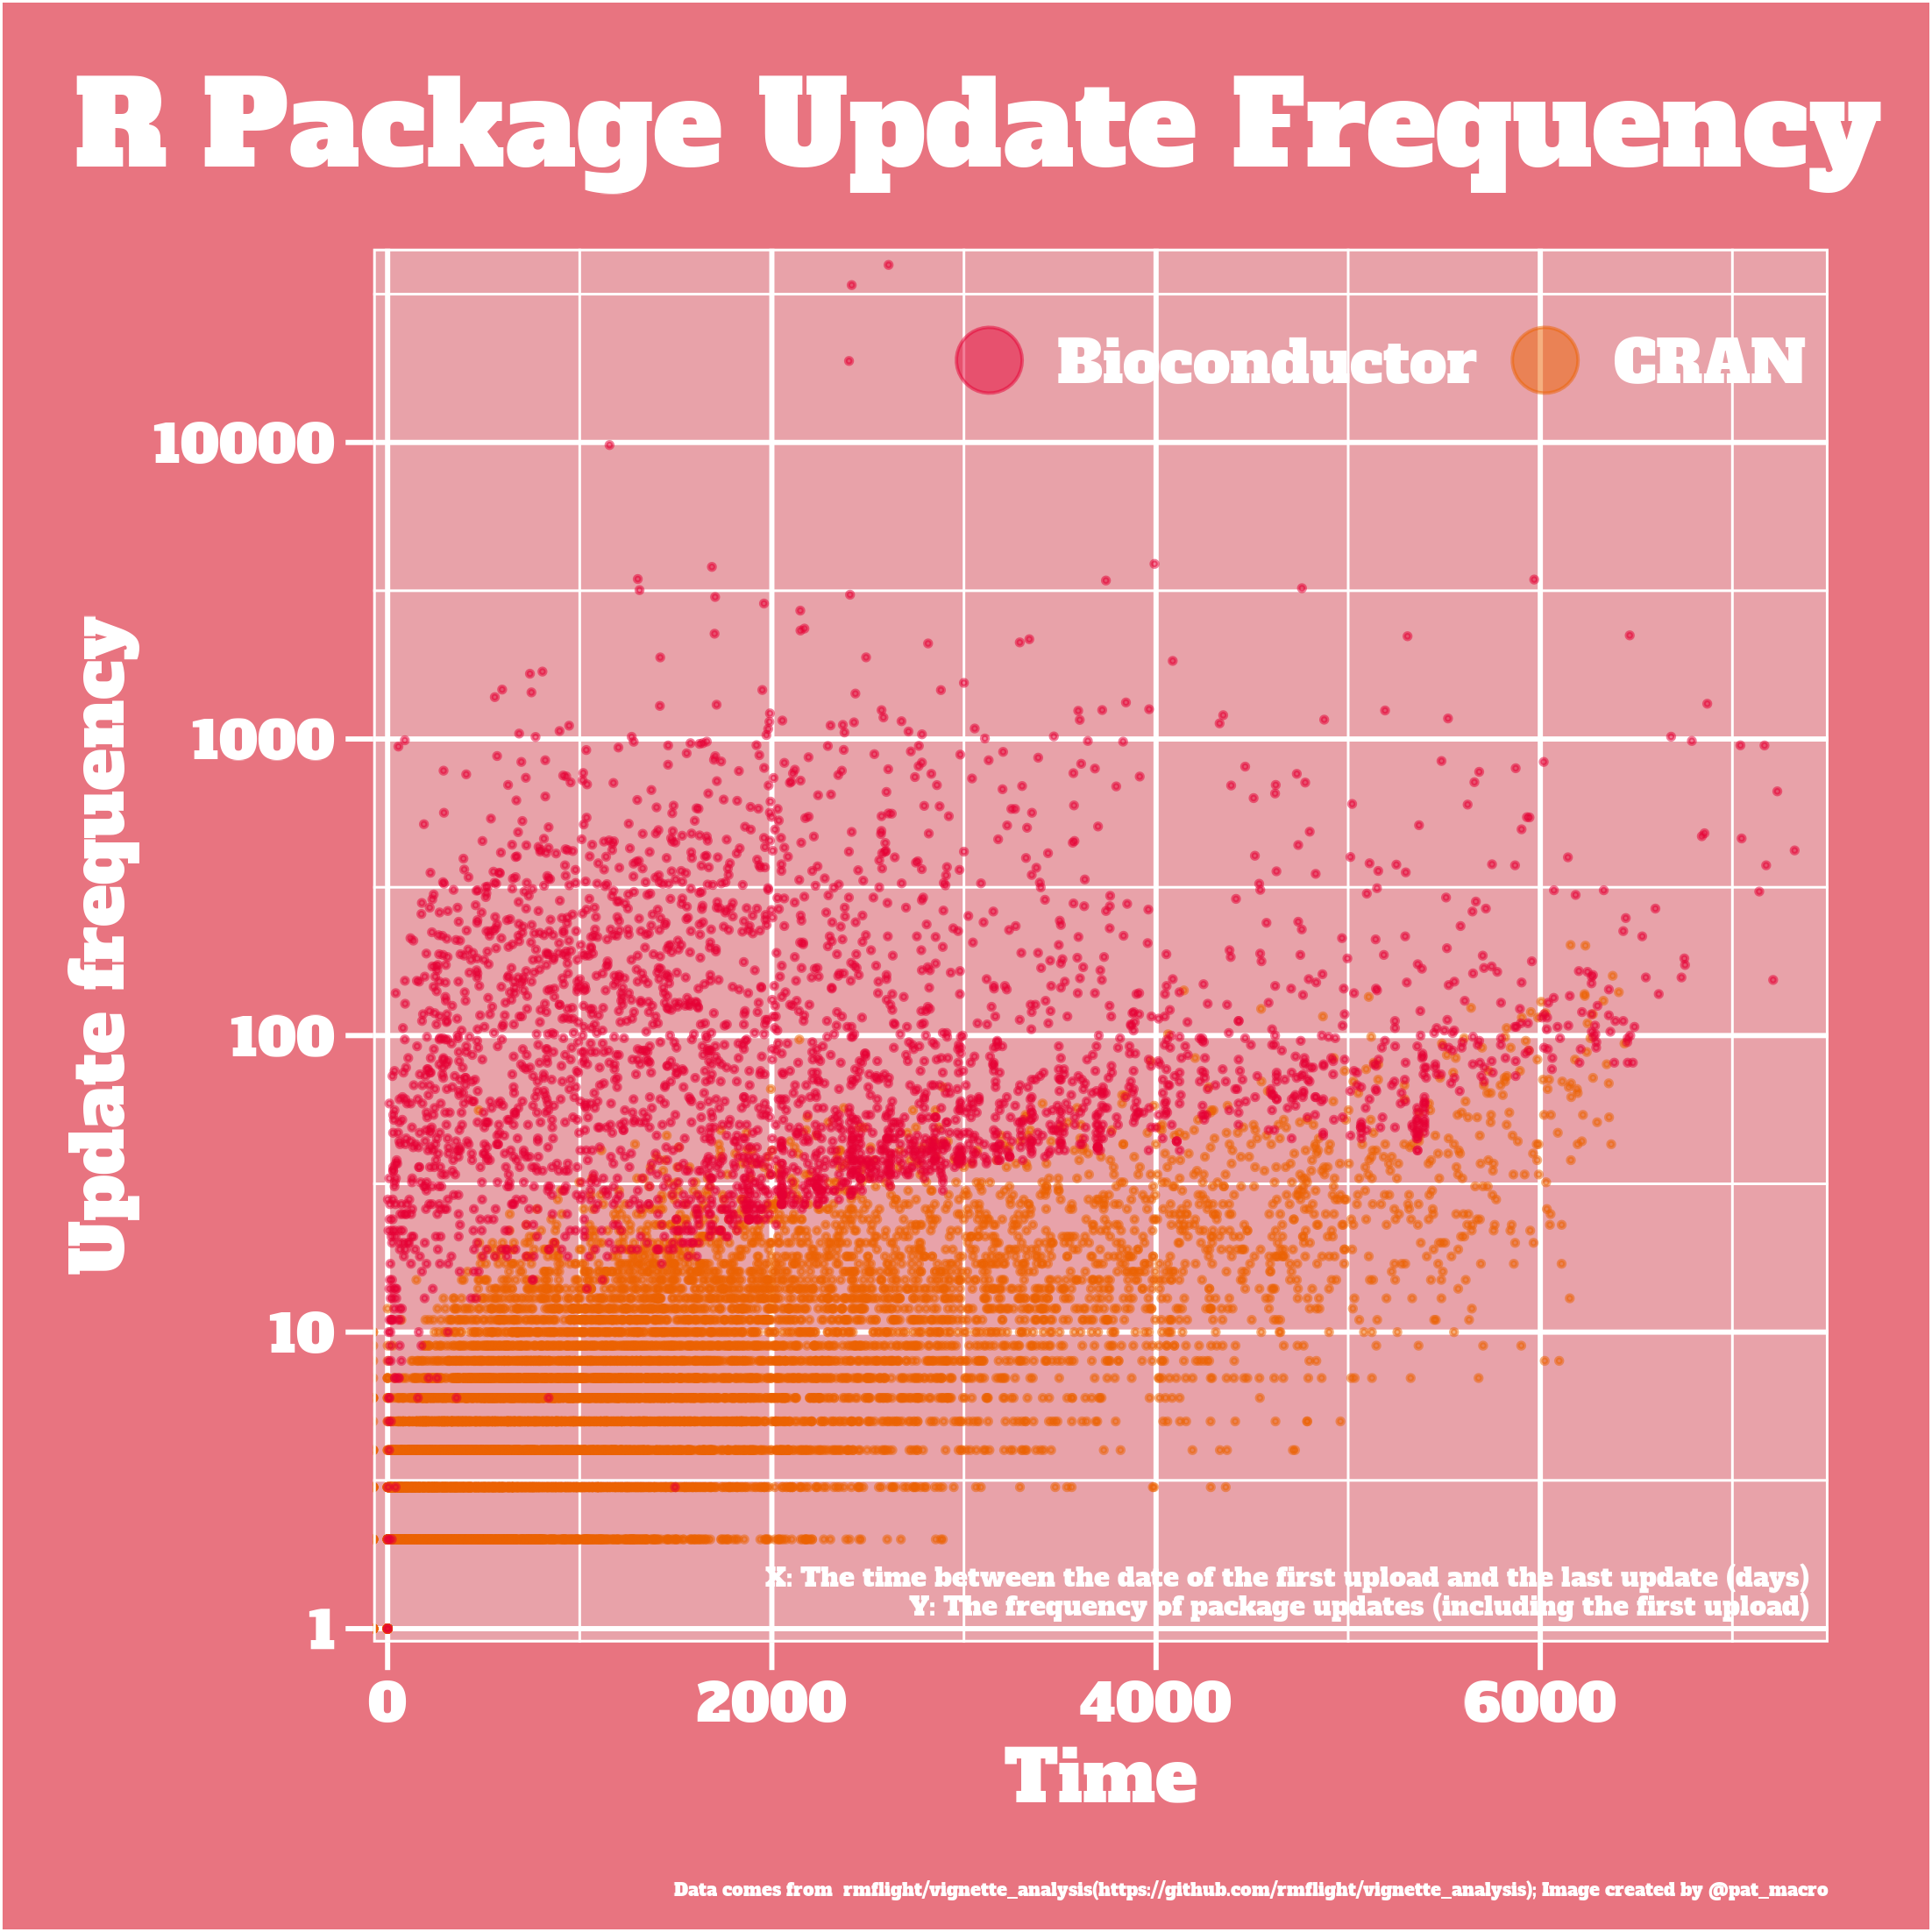 R Package Update Frequency
Bioconductor
CRAN
10000
1000
100
10
1
Update frequency
X: The time between the date of the first upload and the last update (days)
Y: The frequency of package updates (including the first upload)
0
2000
4000
6000
Time
Data comes from  rmflight/vignette_analysis(https://github.com/rmflight/vignette_analysis); Image created by @pat_macro